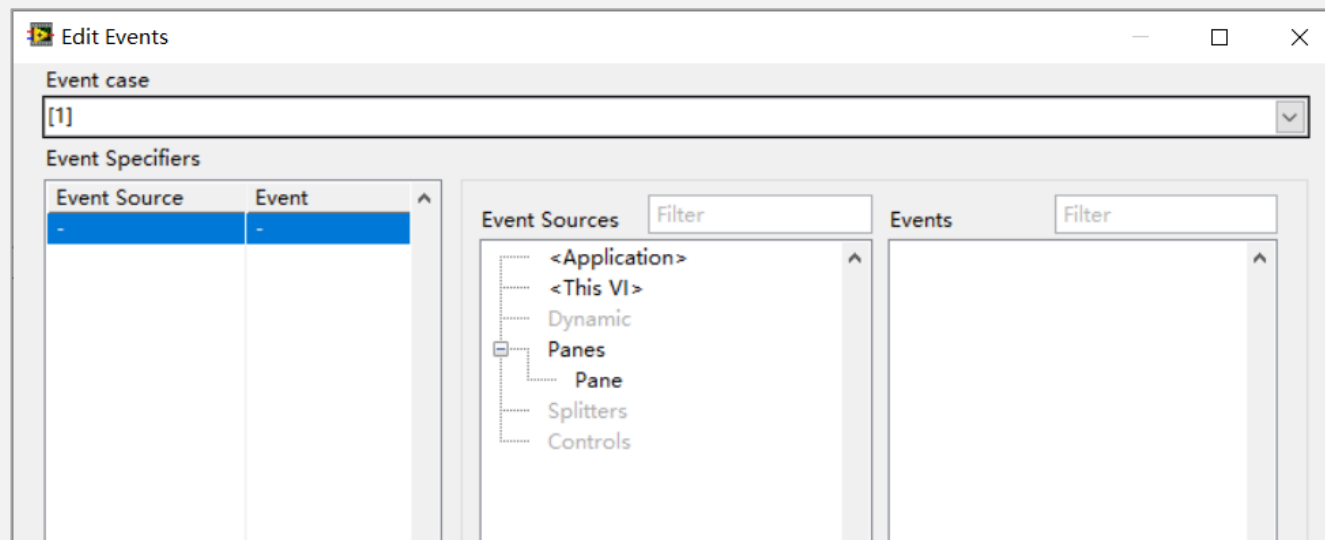 Edit Events
Event case
[1]
Event Specifiers
Event Source Event
- -
Event Sources Filter
<Application>
<This VI>
Dynamic
Panes
Pane
Splitters
Controls
Events Filter